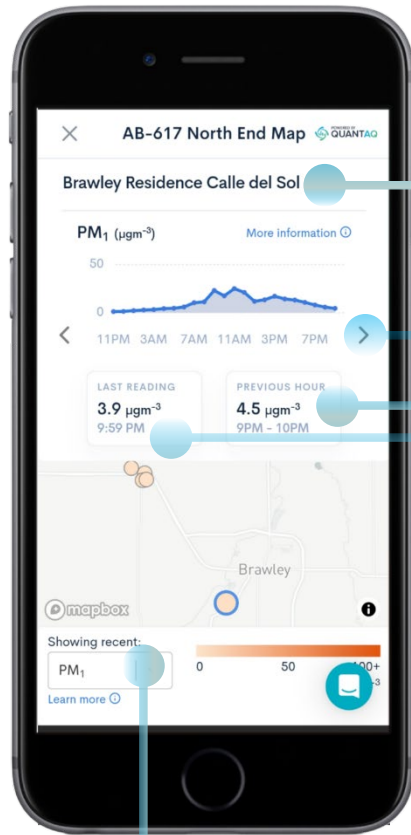 AB-617 North End Map
POWERED BY
QUANTAQ
Brawley Residence Calle del Sol
PM₁ (µgm⁻³)
More information
50
0
11PM 3AM 7AM 11AM 3PM 7PM
LAST READING
3.9 µgm⁻³
9:59 PM
PREVIOUS HOUR
4.5 µgm⁻³
9PM - 10PM
Brawley
mapbox
Showing recent:
PM₁
Learn more
0 50 100+